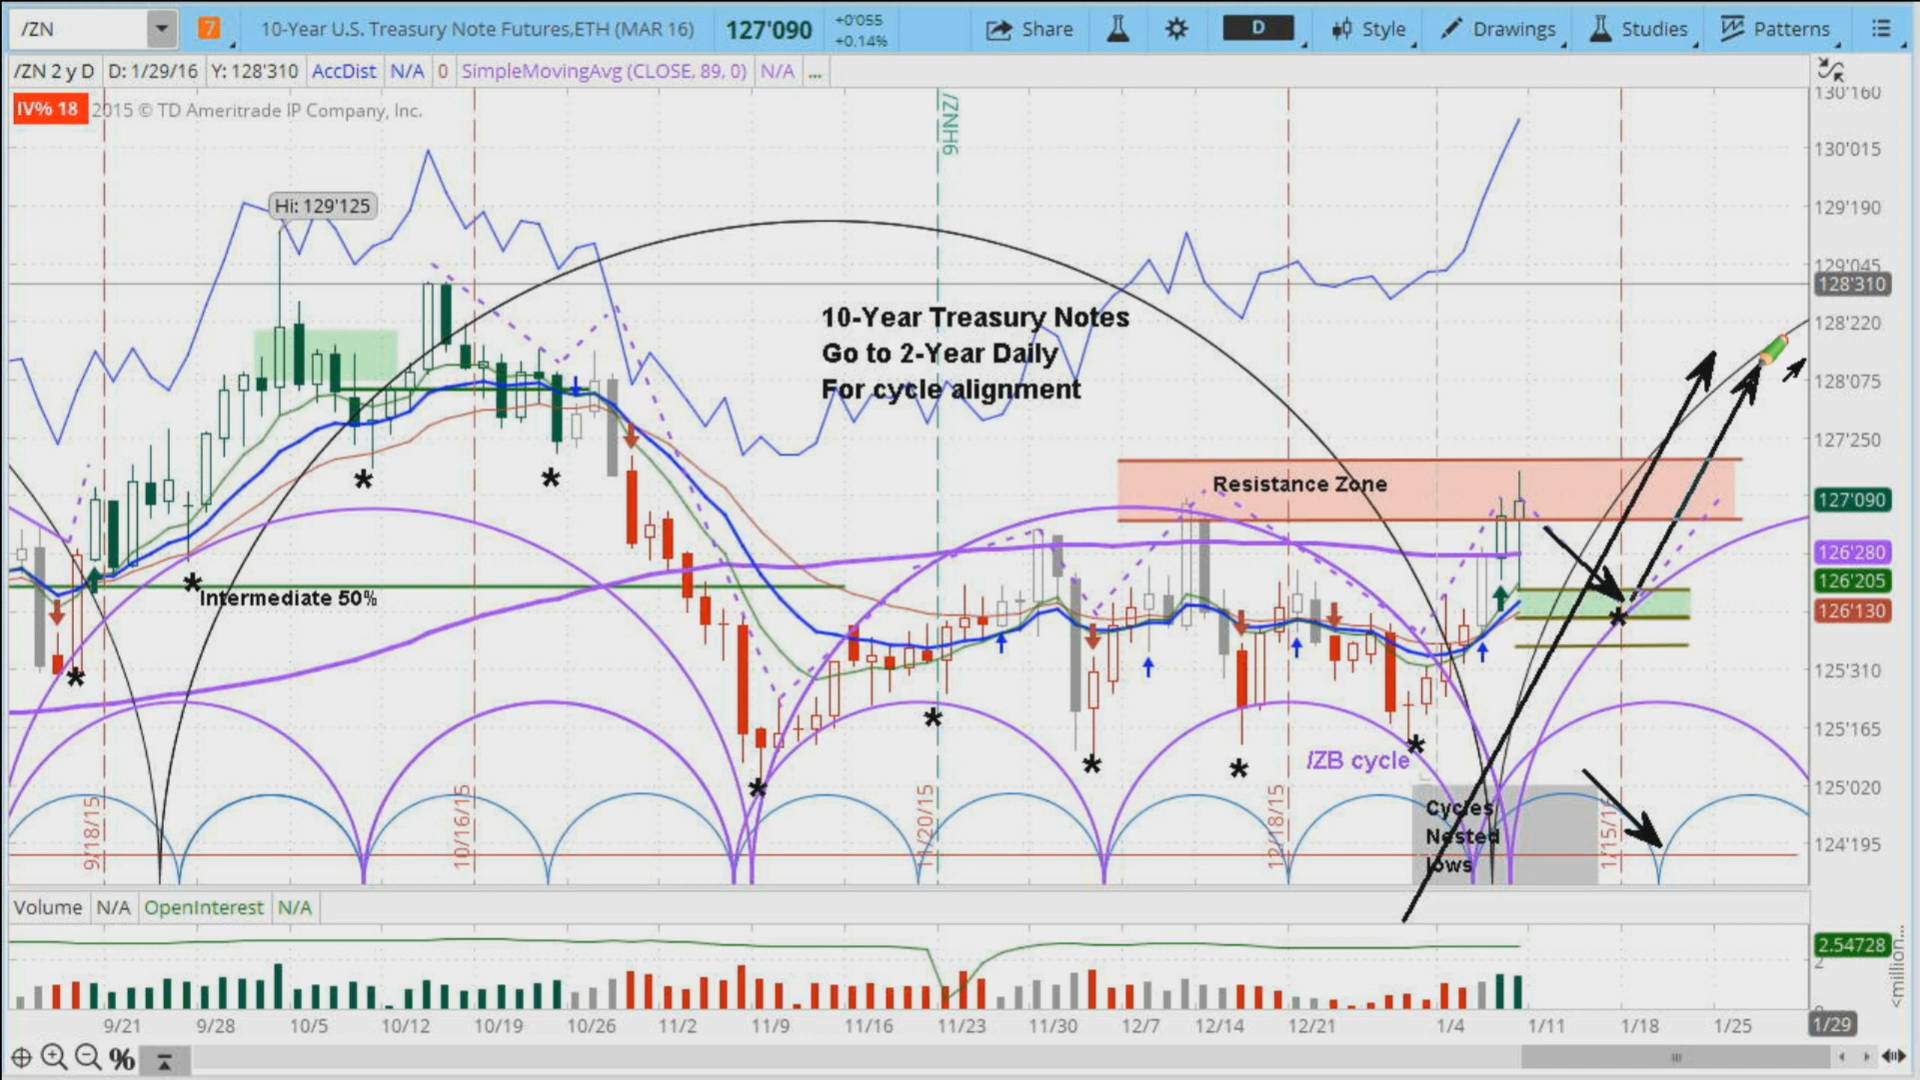 /ZN
7
10-Year U.S. Treasury Note Futures,ETH (MAR 16)
127'090
+0'055
+0.14%
Share
D
Style
Drawings
Studies
Patterns
/ZN 2 y D
D: 1/29/16
Y: 128'310
AccDist
N/A
0
SimpleMovingAvg (CLOSE, 89, 0)
N/A
...
IV% 18
2015 © TD Ameritrade IP Company, Inc.
/ZNH6
Hi: 129'125
10-Year Treasury Notes
Go to 2-Year Daily
For cycle alignment
Resistance Zone
Intermediate 50%
/ZB cycle
Cycles
Nested
lows
9/18/15
10/16/15
11/20/15
12/18/15
1/15/16
130'160
130'015
129'190
129'045
128'310
128'220
128'075
127'250
127'090
126'280
126'205
126'130
125'310
125'165
125'020
124'195
Volume
N/A
OpenInterest
N/A
2.54728
2
<million...
9/21
9/28
10/5
10/12
10/19
10/26
11/2
11/9
11/16
11/23
11/30
12/7
12/14
12/21
1/4
1/11
1/18
1/25
1/29
%